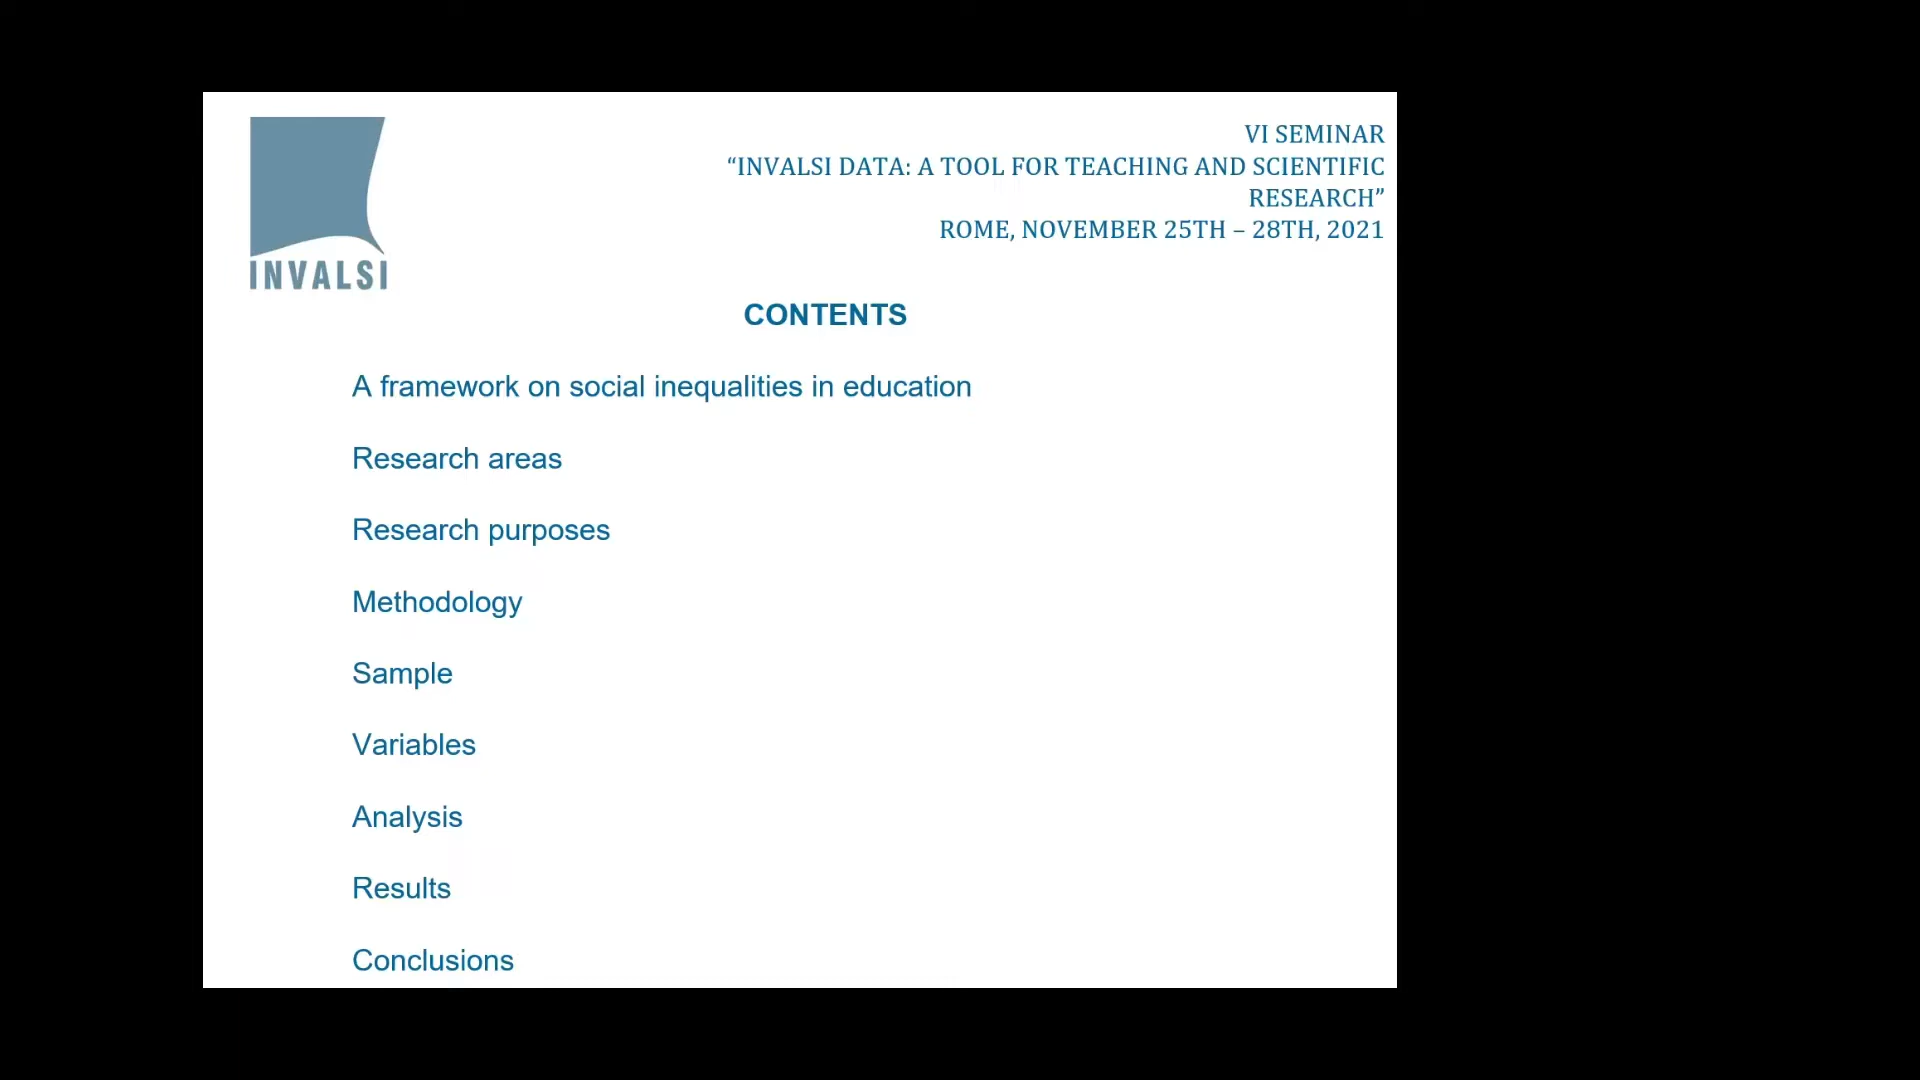 INVALSI
VI SEMINAR
“INVALSI DATA: A TOOL FOR TEACHING AND SCIENTIFIC
RESEARCH”
ROME, NOVEMBER 25TH – 28TH, 2021
CONTENTS
A framework on social inequalities in education
Research areas
Research purposes
Methodology
Sample
Variables
Analysis
Results
Conclusions